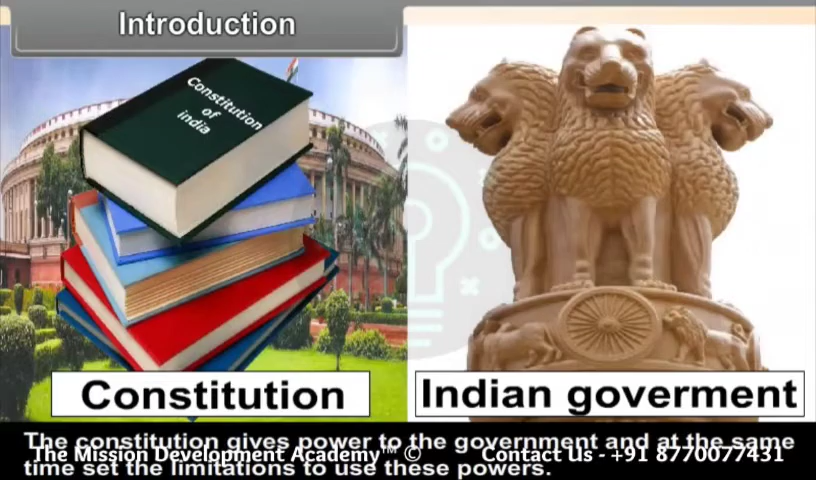 Introduction
Constitution
of
india
Constitution
Indian goverment
The constitution gives power to the government and at the same
time set the limitations to use these powers.
The Mission Development Academy™ ©
Contact Us - +91 8770077431